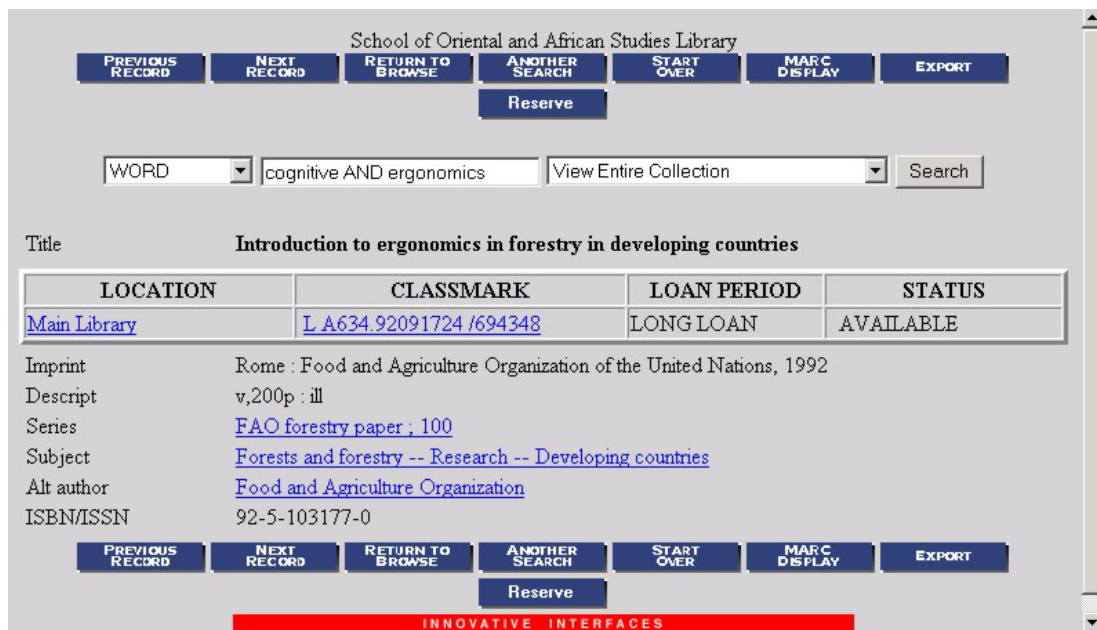 School of Oriental and African Studies Library
PREVIOUS RECORD NEXT RECORD RETURN TO BROWSE ANOTHER SEARCH START OVER MARC DISPLAY EXPORT
Reserve
WORD cognitive AND ergonomics View Entire Collection Search
Title Introduction to ergonomics in forestry in developing countries
LOCATION CLASSMARK LOAN PERIOD STATUS
Main Library L A634.92091724 /694348 LONG LOAN AVAILABLE
Imprint Rome : Food and Agriculture Organization of the United Nations, 1992
Descript v,200p : ill
Series FAO forestry paper ; 100
Subject Forests and forestry -- Research -- Developing countries
Alt author Food and Agriculture Organization
ISBN/ISSN 92-5-103177-0
PREVIOUS RECORD NEXT RECORD RETURN TO BROWSE ANOTHER SEARCH START OVER MARC DISPLAY EXPORT
Reserve
INNOVATIVE INTERFACES